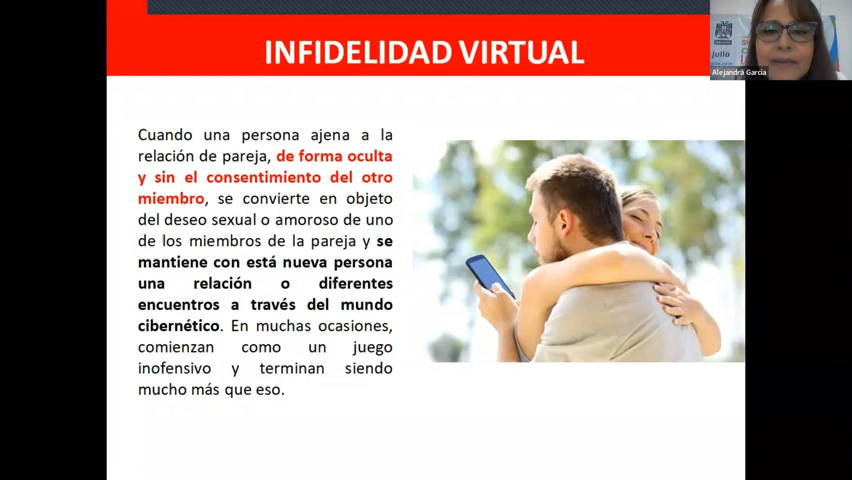 INFIDELIDAD VIRTUAL
julio
Alejandra García
Cuando una persona ajena a la
relación de pareja, de forma oculta
y sin el consentimiento del otro
miembro, se convierte en objeto
del deseo sexual o amoroso de uno
de los miembros de la pareja y se
mantiene con está nueva persona
una relación o diferentes
encuentros a través del mundo
cibernético. En muchas ocasiones,
comienzan como un juego
inofensivo y terminan siendo
mucho más que eso.